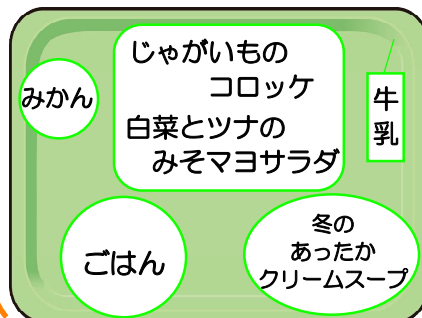 みかん
じゃがいもの
コロッケ
白菜とツナの
みそマヨサラダ
牛
乳
ごはん
冬の
あったか
クリームスープ